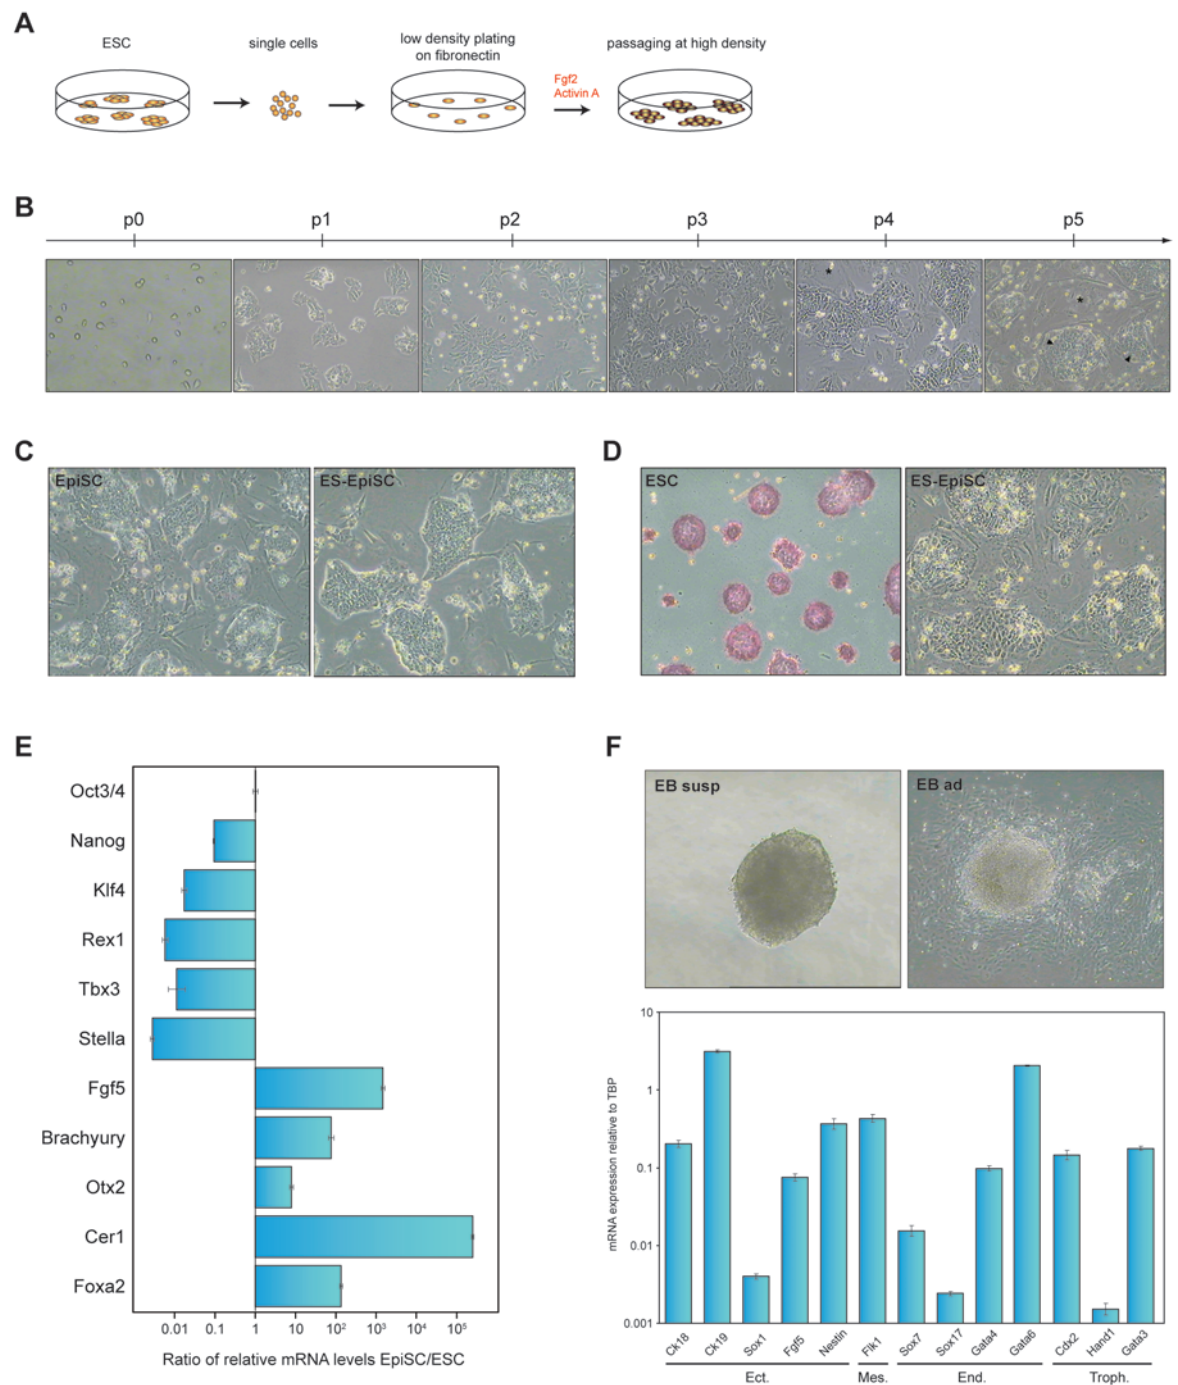 A
ESC
single cells
low density plating
on fibronectin
passaging at high density
Fgf2
Activin A
B
p0 p1 p2 p3 p4 p5
C
EpiSC
ES-EpiSC
D
ESC
ES-EpiSC
E
Oct3/4
Nanog
Klf4
Rex1
Tbx3
Stella
Fgf5
Brachyury
Otx2
Cer1
Foxa2
0.01 0.1 1 10 10² 10³ 10⁴ 10⁵
Ratio of relative mRNA levels EpiSC/ESC
F
EB susp
EB ad
mRNA expression relative to TBP
10
1
0.1
0.01
0.001
Ck18 Ck19 Sox1 Fgf5 Nestin Flk1 Sox7 Sox17 Gata4 Gata6 Cdx2 Hand1 Gata3
Ect. Mes. End. Troph.